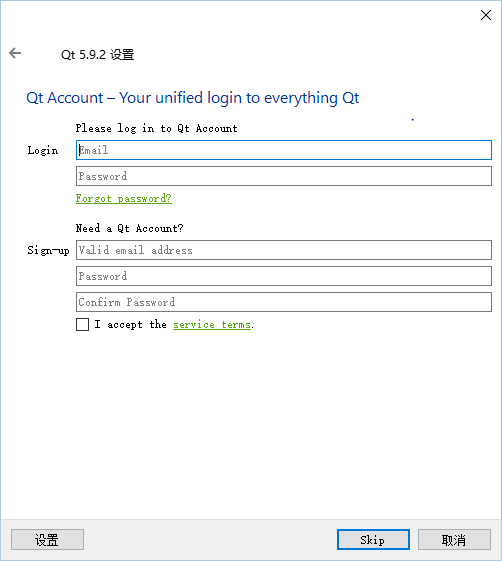 Qt 5.9.2 设置
Qt Account – Your unified login to everything Qt
Please log in to Qt Account
Login
Email
Password
Forgot password?
Need a Qt Account?
Sign-up
Valid email address
Password
Confirm Password
I accept the service terms.
设置
Skip
取消